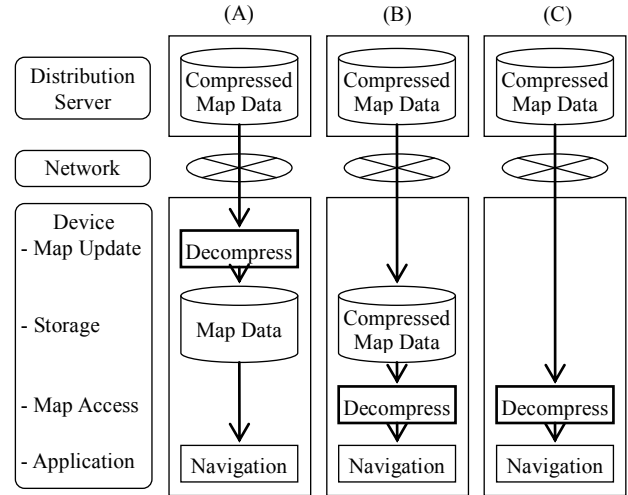 (A) (B) (C)
Distribution
Server
Compressed
Map Data
Compressed
Map Data
Compressed
Map Data
Network
Device
- Map Update
- Storage
- Map Access
- Application
Decompress
Map Data
Navigation
Compressed
Map Data
Decompress
Navigation
Decompress
Navigation